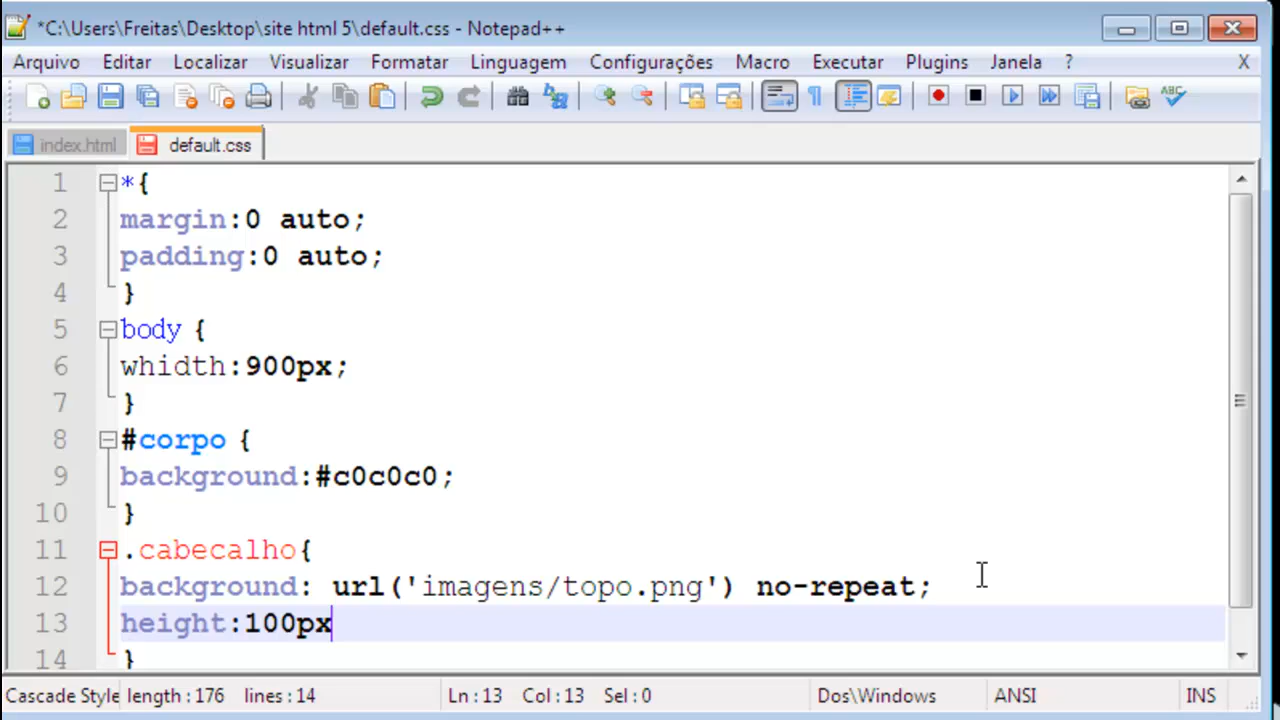 *C:\Users\Freitas\Desktop\site html 5\default.css - Notepad++
Arquivo Editar Localizar Visualizar Formatar Linguagem Configurações Macro Executar Plugins Janela ? X
ABC
index.html default.css
1 *{
2 margin:0 auto;
3 padding:0 auto;
4 }
5 body {
6 whidth:900px;
7 }
8 #corpo {
9 background:#c0c0c0;
10 }
11 .cabecalho{
12 background: url('imagens/topo.png') no-repeat;
13 height:100px
14 }
Cascade Style length : 176 lines : 14 Ln : 13 Col : 13 Sel : 0 Dos\Windows ANSI INS